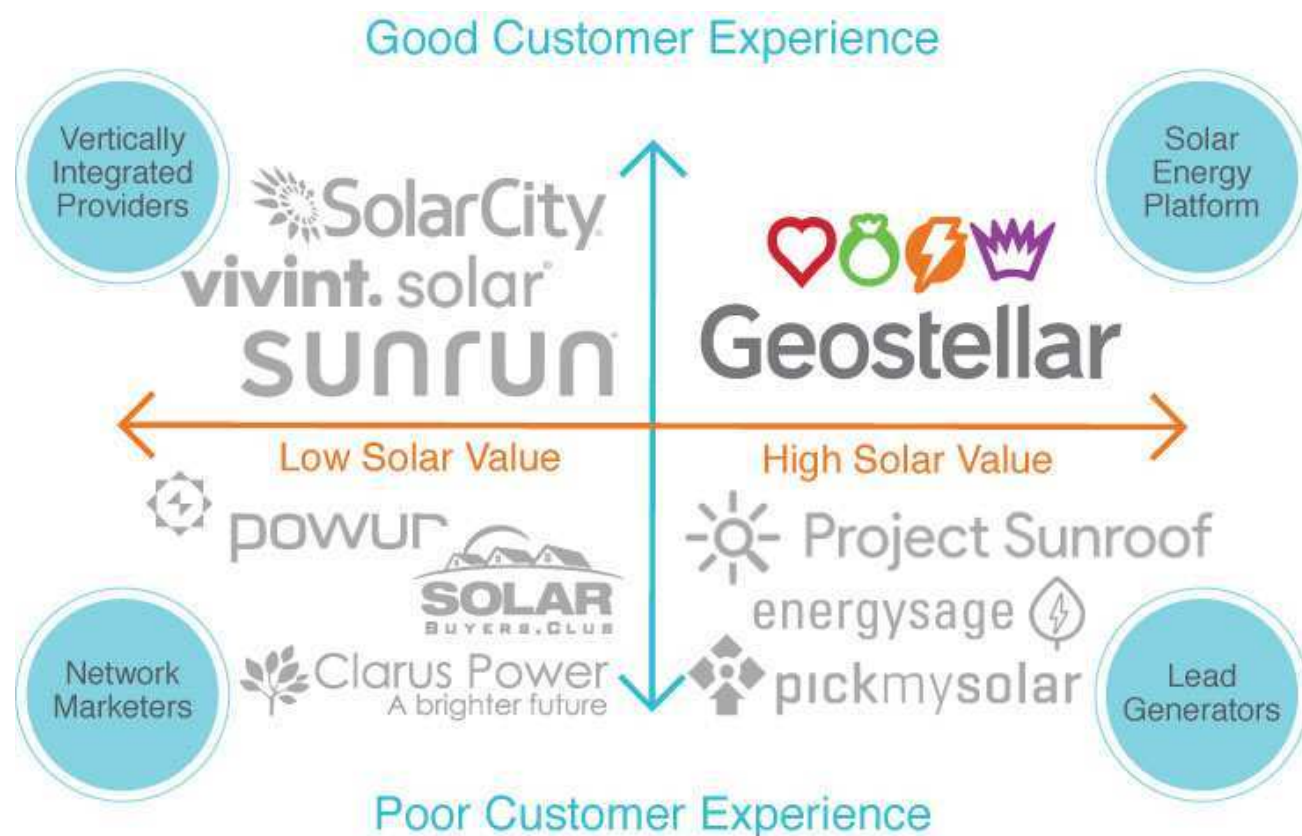 Good Customer Experience
Vertically
Integrated
Providers
SolarCity
vivint. solar
sunrun
Solar
Energy
Platform
Geostellar
Low Solar Value
High Solar Value
powur
SOLAR
BUYERS.CLUB
Clarus Power
A brighter future
Network
Marketers
Project Sunroof
energysage
pickmysolar
Lead
Generators
Poor Customer Experience